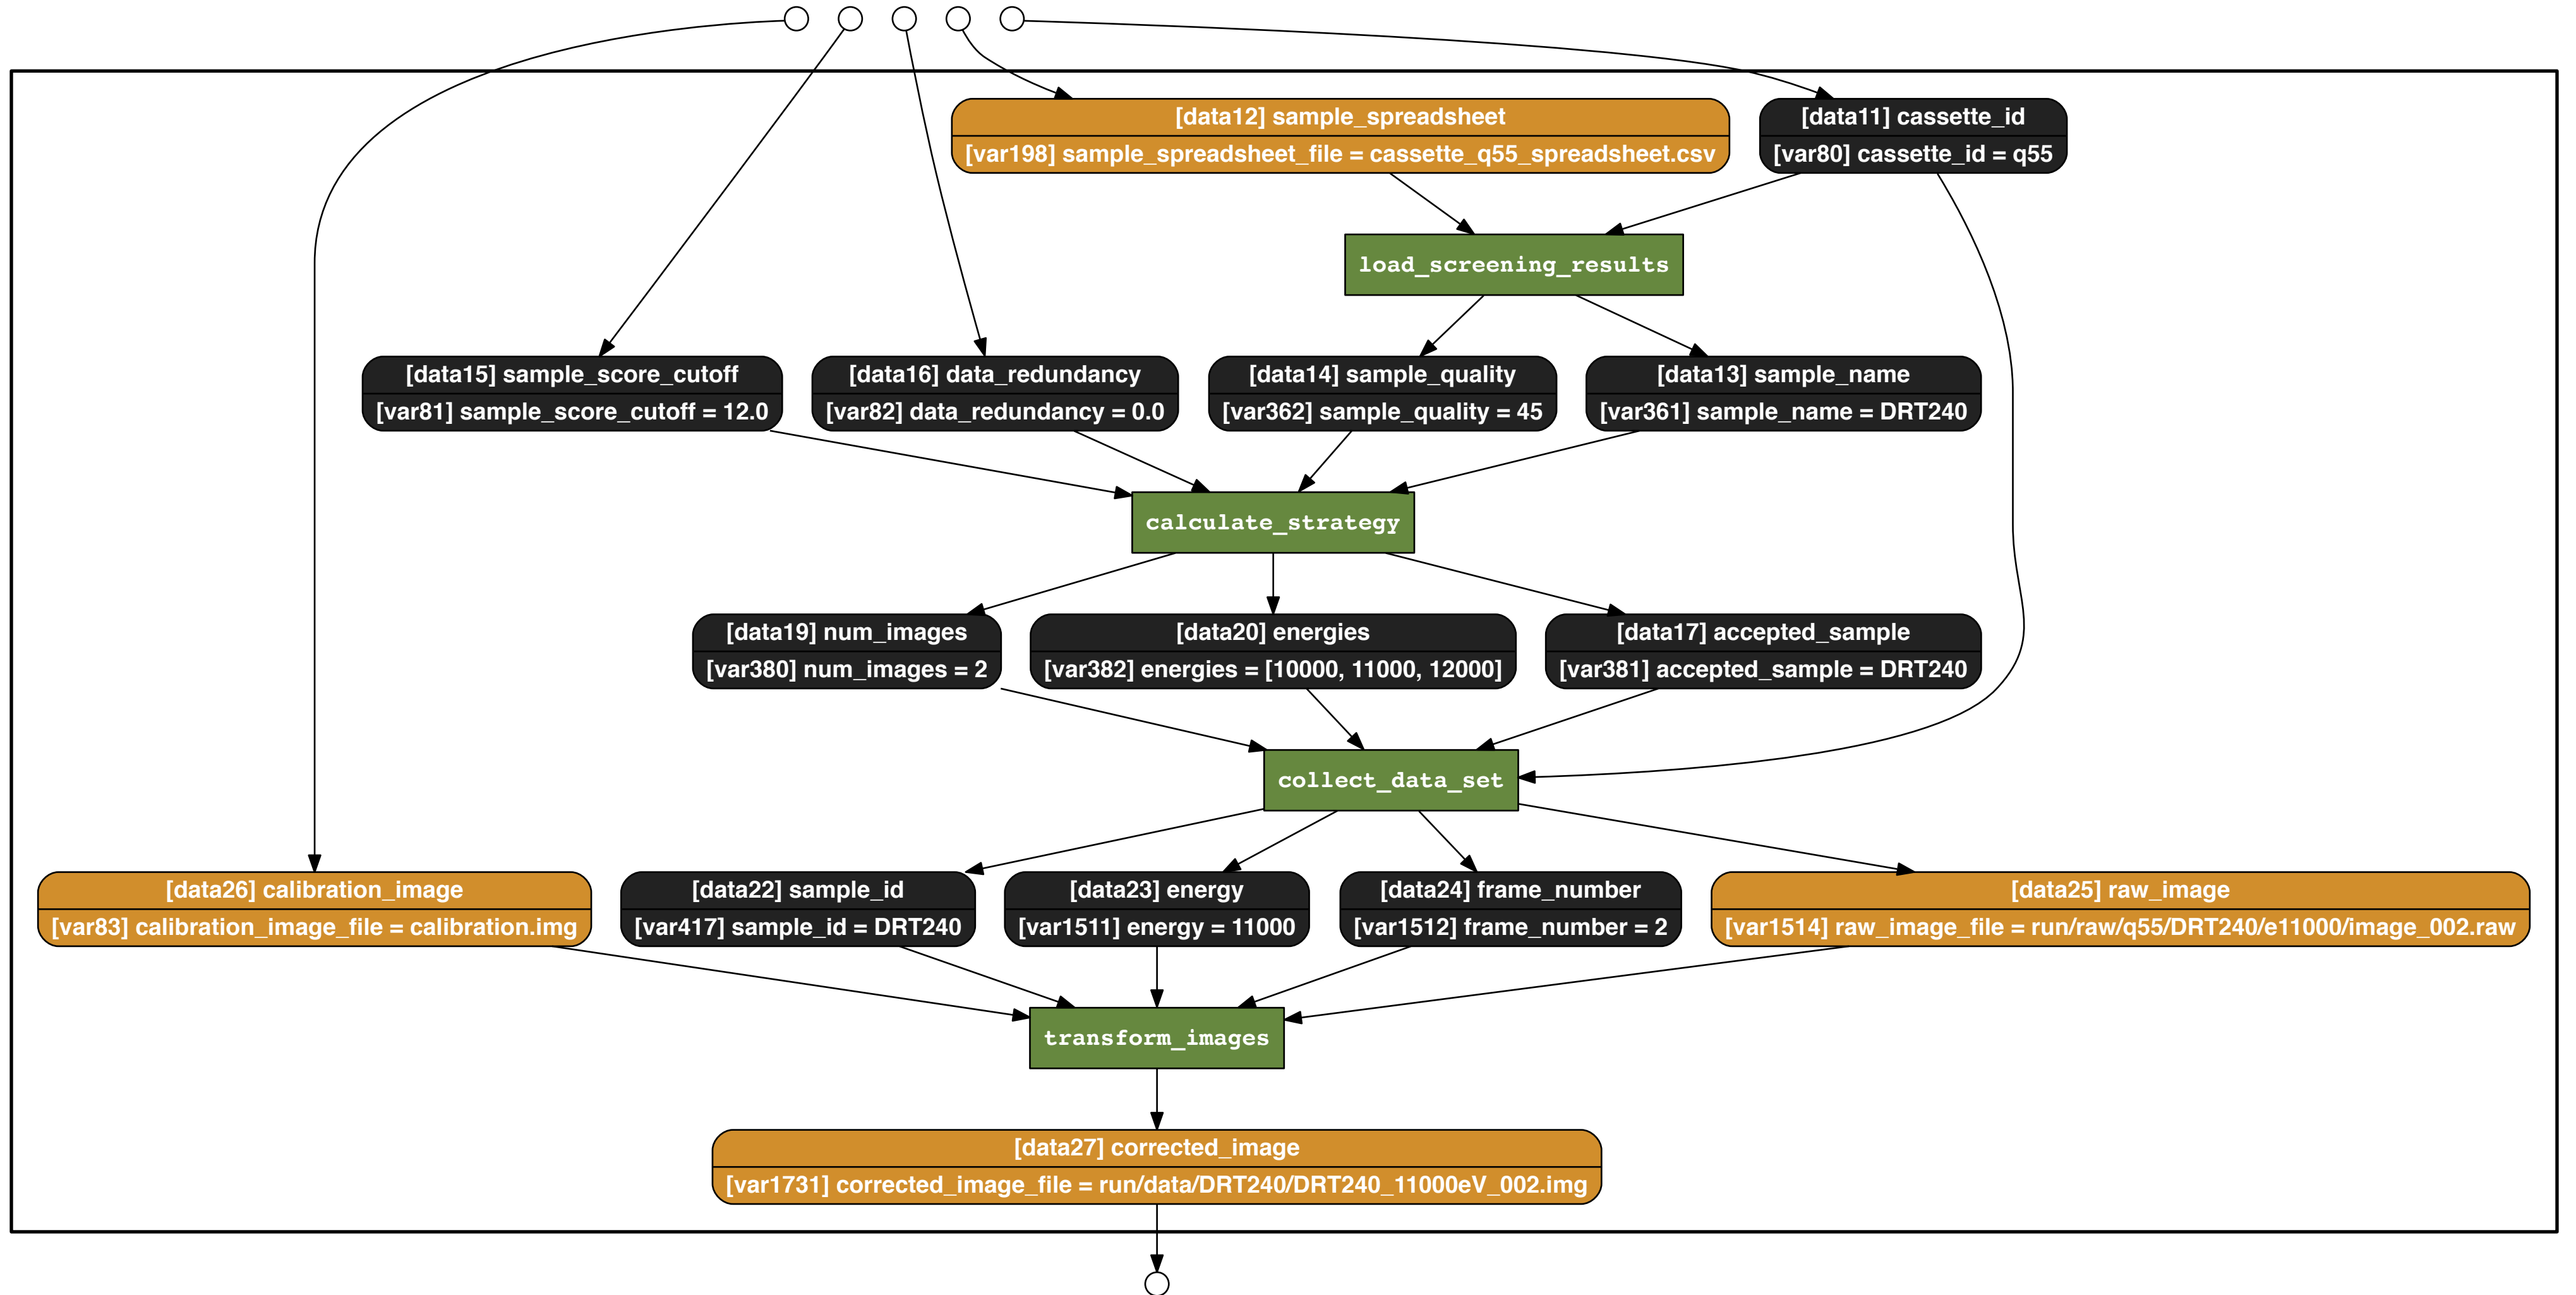 [data12] sample_spreadsheet
[var198] sample_spreadsheet_file = cassette_q55_spreadsheet.csv
[data11] cassette_id
[var80] cassette_id = q55
load_screening_results
[data15] sample_score_cutoff
[var81] sample_score_cutoff = 12.0
[data16] data_redundancy
[var82] data_redundancy = 0.0
[data14] sample_quality
[var362] sample_quality = 45
[data13] sample_name
[var361] sample_name = DRT240
calculate_strategy
[data19] num_images
[var380] num_images = 2
[data20] energies
[var382] energies = [10000, 11000, 12000]
[data17] accepted_sample
[var381] accepted_sample = DRT240
collect_data_set
[data26] calibration_image
[var83] calibration_image_file = calibration.img
[data22] sample_id
[var417] sample_id = DRT240
[data23] energy
[var1511] energy = 11000
[data24] frame_number
[var1512] frame_number = 2
[data25] raw_image
[var1514] raw_image_file = run/raw/q55/DRT240/e11000/image_002.raw
transform_images
[data27] corrected_image
[var1731] corrected_image_file = run/data/DRT240/DRT240_11000eV_002.img